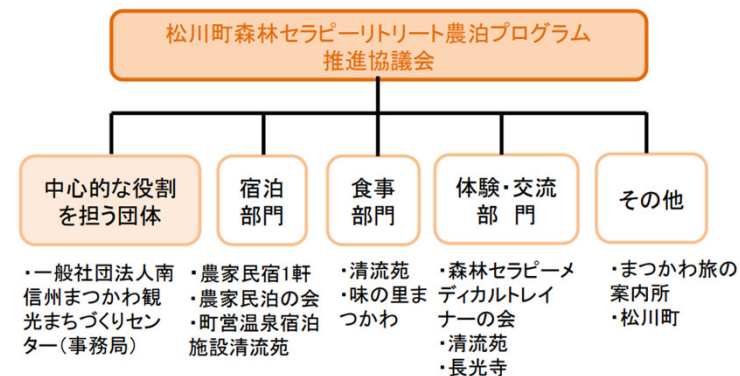 松川町森林セラピーリトリート農泊プログラム
推進協議会
中心的な役割
を担う団体
・一般社団法人南
信州まつかわ観
光まちづくりセン
ター(事務局)
宿泊
部門
・農家民宿1軒
・農家民泊の会
・町営温泉宿泊
施設清流苑
食事
部門
・清流苑
・味の里ま
つかわ
体験・交流
部 門
・森林セラピーメ
ディカルトレイ
ナーの会
・清流苑
・長光寺
その他
・まつかわ旅の
案内所
・松川町